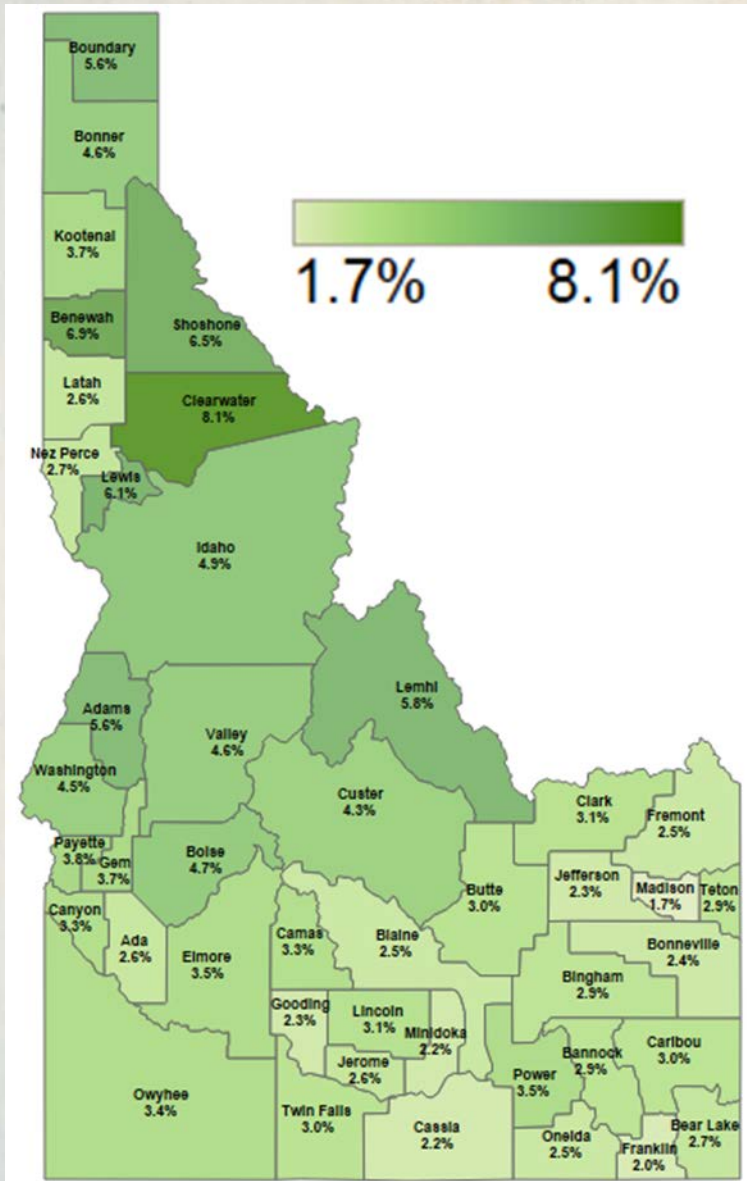 Boundary
5.6%
Bonner
4.6%
1.7%
8.1%
Kootenai
3.7%
Benewah
6.9%
Shoshone
6.5%
Latah
2.6%
Clearwater
8.1%
Nez Perce
2.7%
Lewis
6.1%
Idaho
4.9%
Lemhi
5.8%
Adams
5.6%
Valley
4.6%
Washington
4.5%
Custer
4.3%
Clark
3.1%
Fremont
2.5%
Payette
3.8%
Gem
3.7%
Boise
4.7%
Butte
3.0%
Jefferson
2.3%
Madison
1.7%
Teton
2.9%
Canyon
3.3%
Ada
2.6%
Elmore
3.5%
Camas
3.3%
Blaine
2.5%
Bonneville
2.4%
Bingham
2.9%
Gooding
2.3%
Lincoln
3.1%
Minidoka
2.2%
Jerome
2.6%
Power
3.5%
Bannock
2.9%
Caribou
3.0%
Owyhee
3.4%
Twin Falls
3.0%
Cassia
2.2%
Oneida
2.5%
Franklin
2.0%
Bear Lake
2.7%